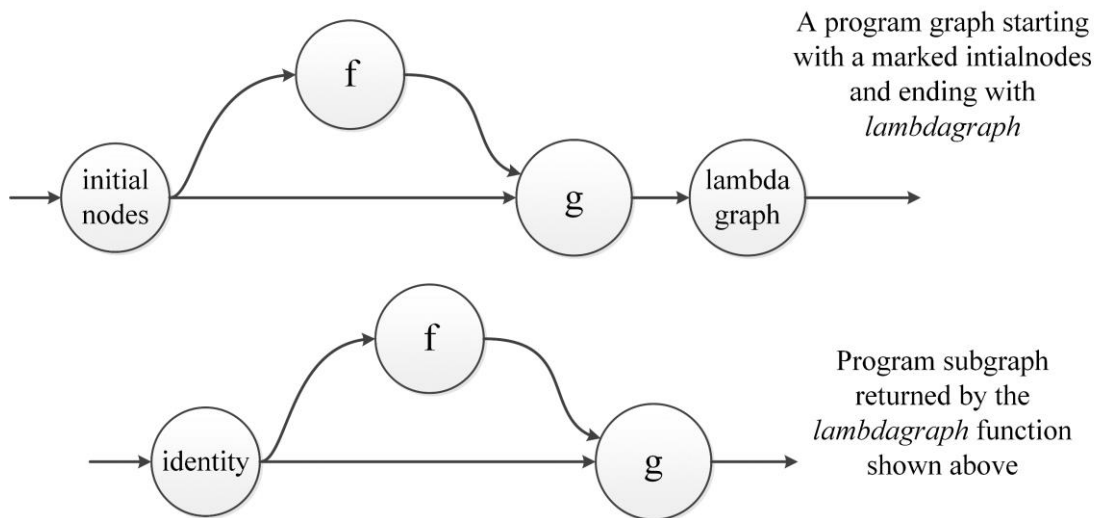 f
initial
nodes
g
lambda
graph
A program graph starting
with a marked intialnodes
and ending with
lambdagraph
f
identity
g
Program subgraph
returned by the
lambdagraph function
shown above